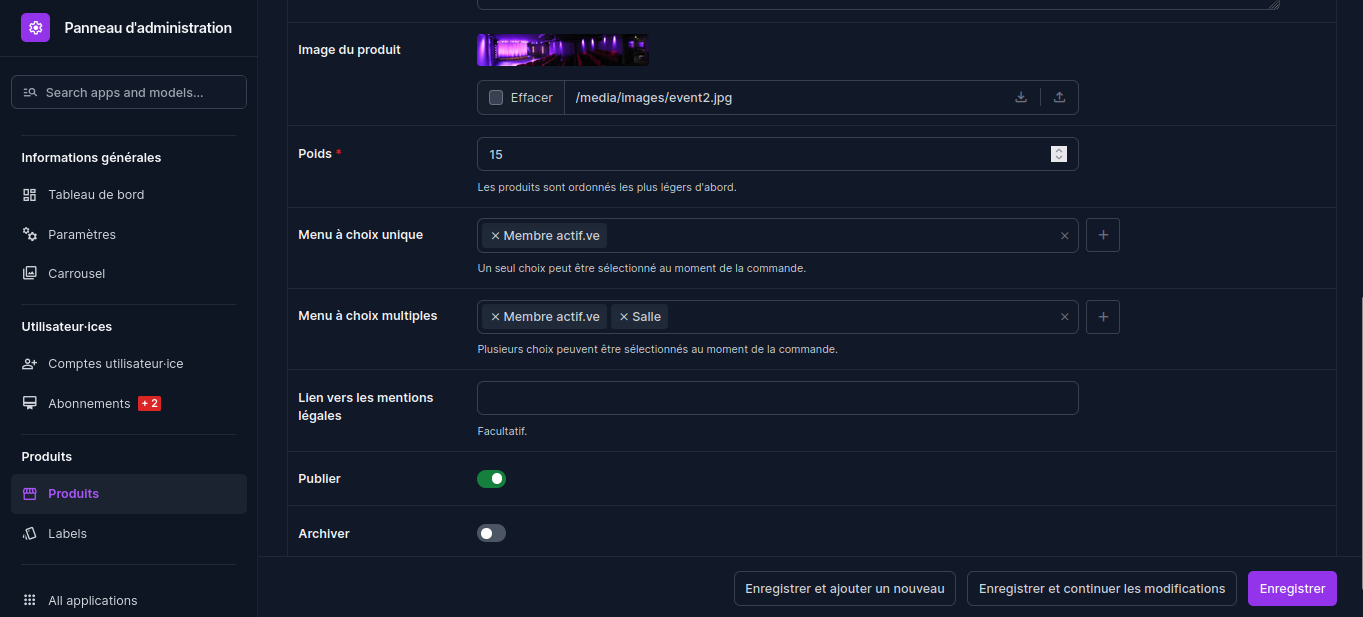 Panneau d'administration
Search apps and models...
Informations générales
Tableau de bord
Paramètres
Carrousel
Utilisateur·ices
Comptes utilisateur·ice
Abonnements + 2
Produits
Produits
Labels
All applications
Image du produit
Effacer /media/images/event2.jpg
Poids *
15
Les produits sont ordonnés les plus légers d'abord.
Menu à choix unique
× Membre actif.ve ×
+
Un seul choix peut être sélectionné au moment de la commande.
Menu à choix multiples
× Membre actif.ve × Salle ×
+
Plusieurs choix peuvent être sélectionnés au moment de la commande.
Lien vers les mentions
légales
Facultatif.
Publier
Archiver
Enregistrer et ajouter un nouveau
Enregistrer et continuer les modifications
Enregistrer